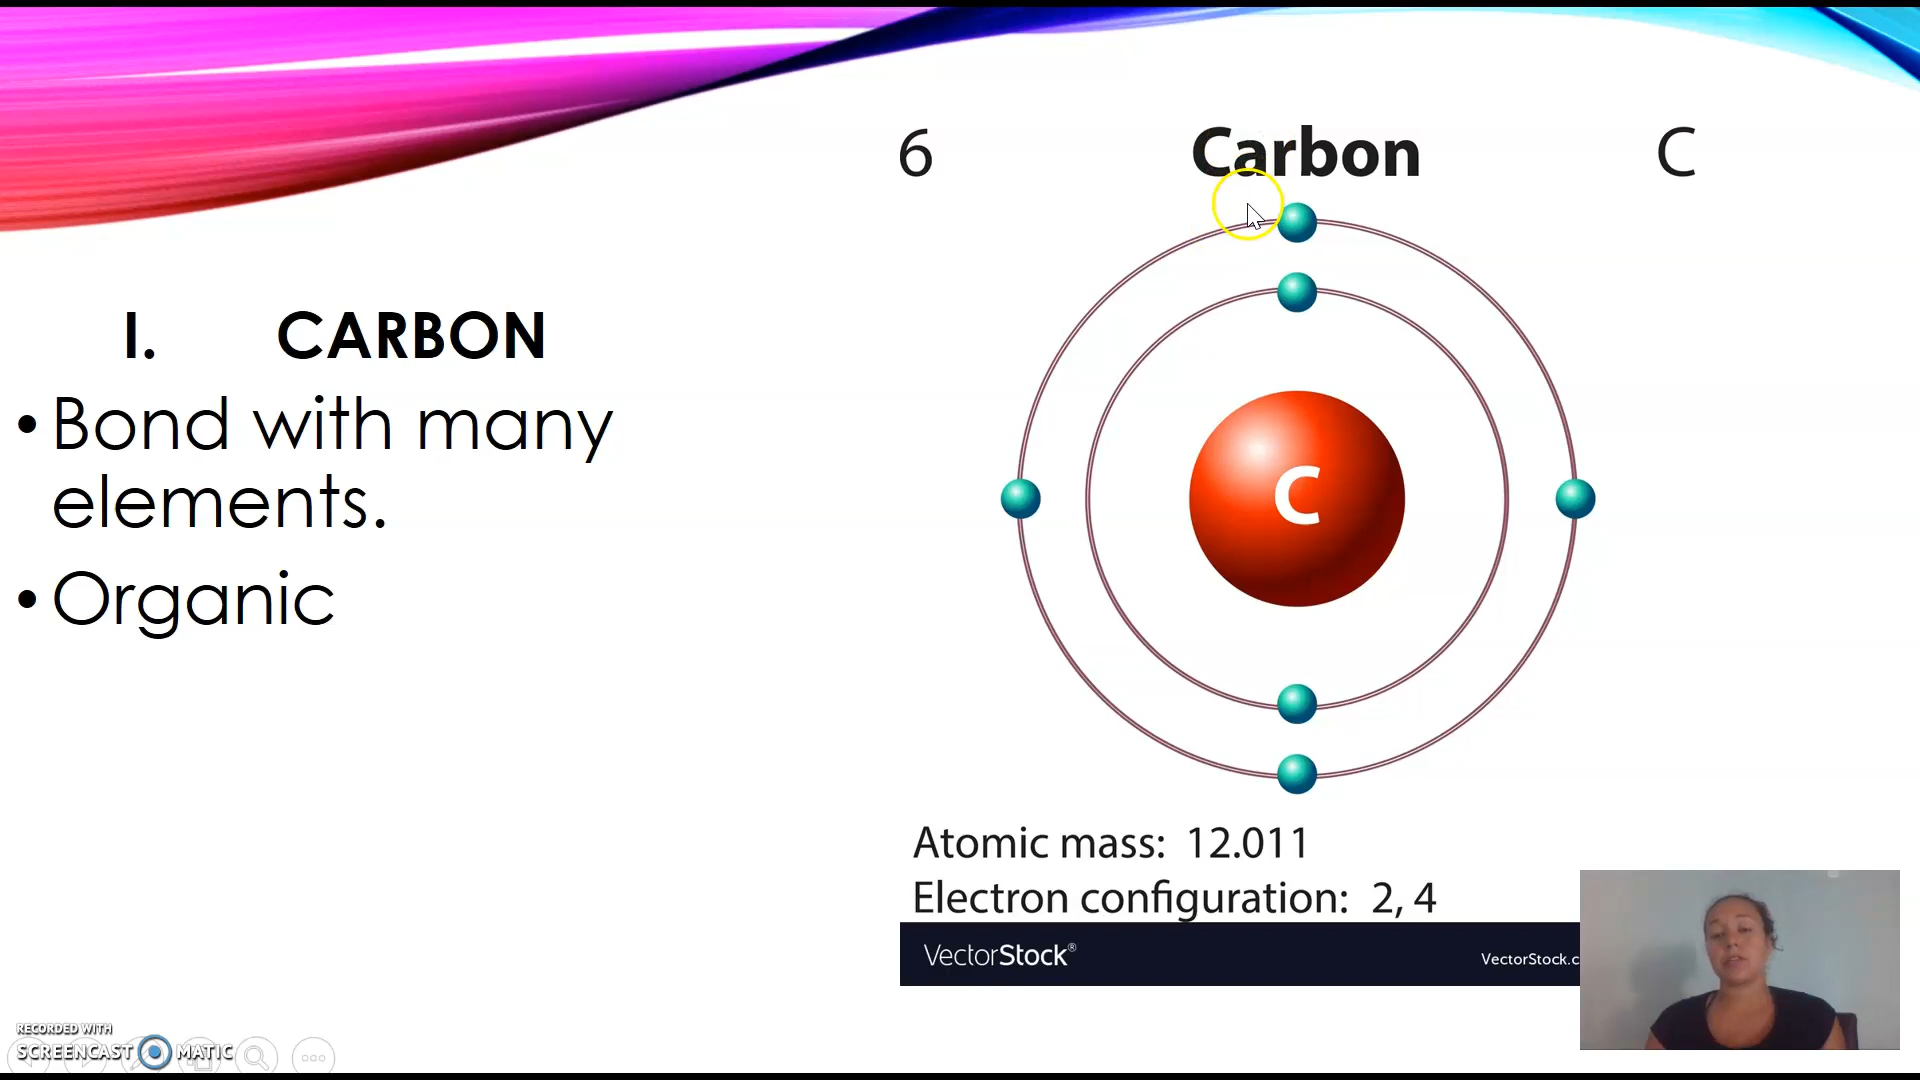 6 Carbon C
I. CARBON
• Bond with many
elements.
• Organic
C
Atomic mass: 12.011
Electron configuration: 2, 4
VectorStock® VectorStock.c
RECORDED WITH
SCREENCAST MATIC